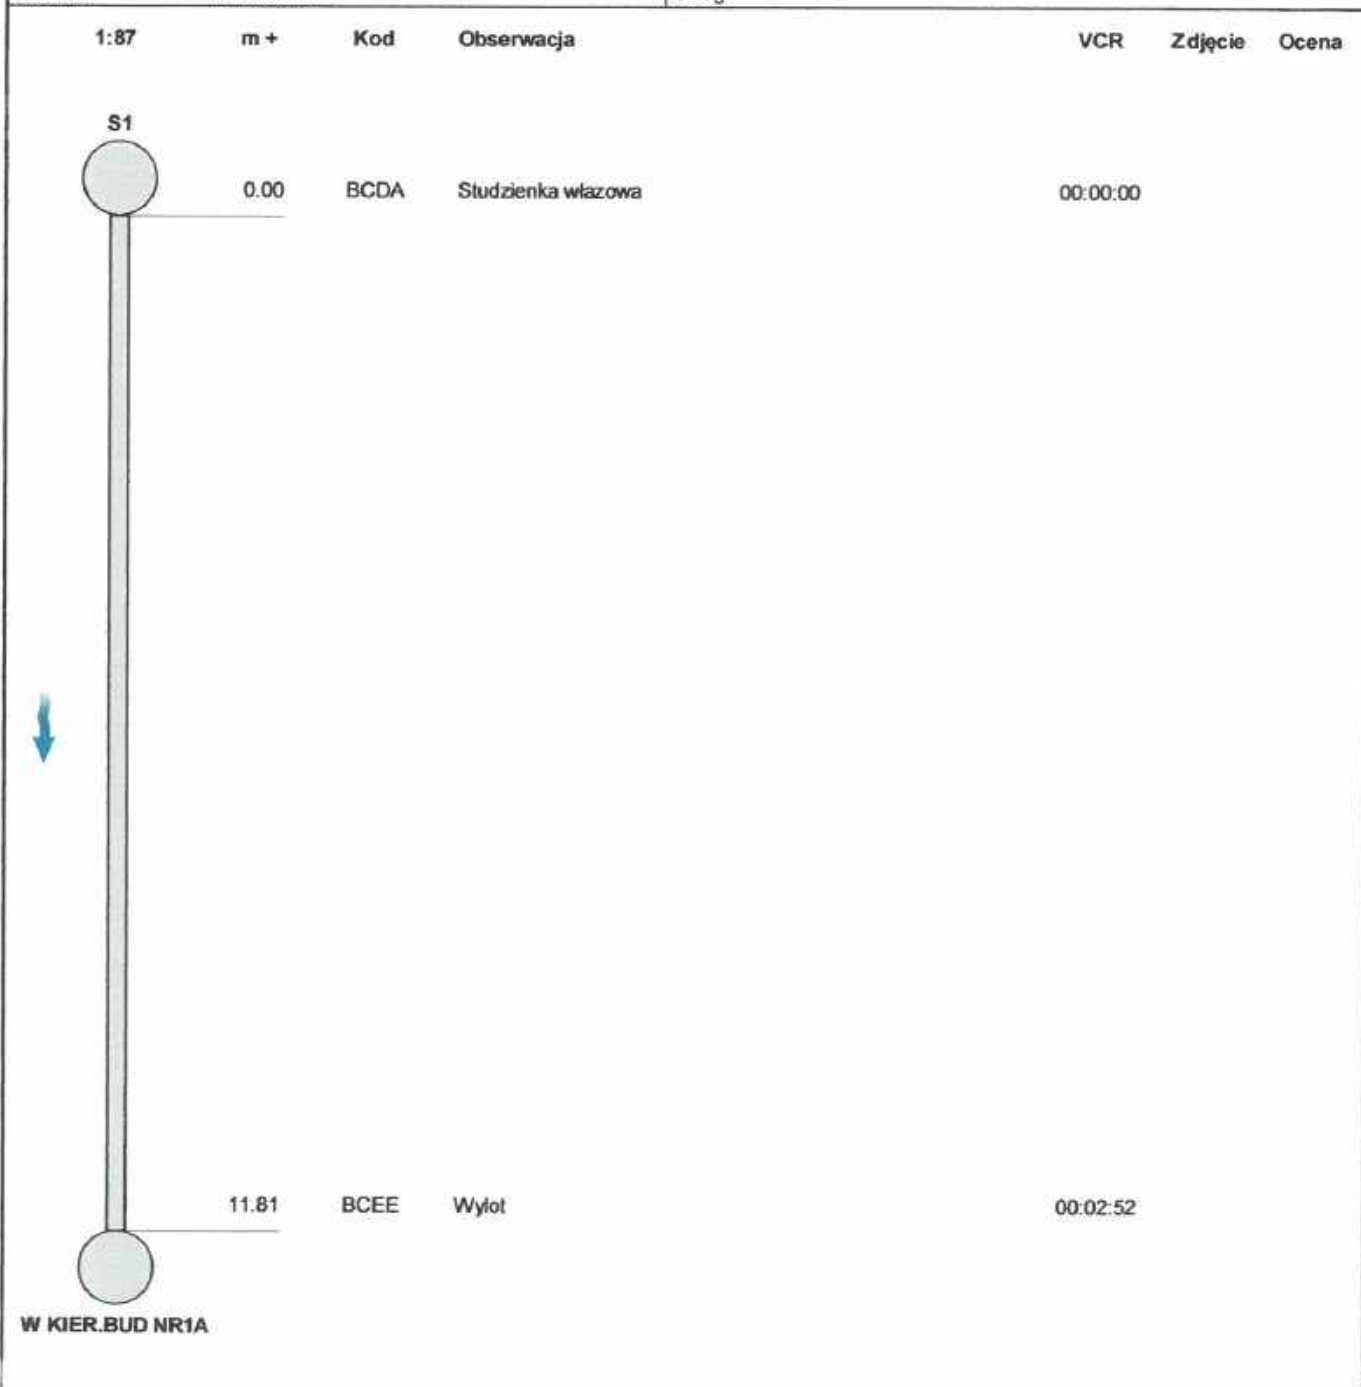 1:87 m + Kod Obserwacja VCR Zdjęcie Ocena
S1
0.00 BCDA Studzienka włazowa 00:00:00
11.81 BCEE Wylot 00:02:52
W KIER.BUD NR1A